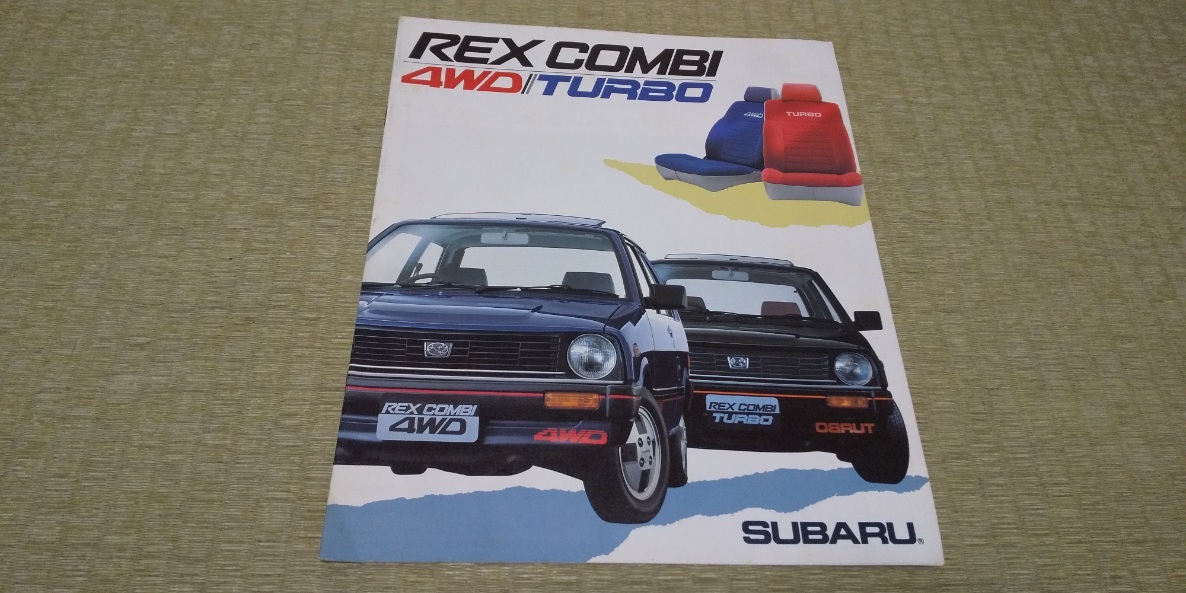 REX COMBI
4WD//TURBO
4WD
TURBO
REX COMBI
4WD
4WD
REX COMBI
TURBO
OBRUT
SUBARU®